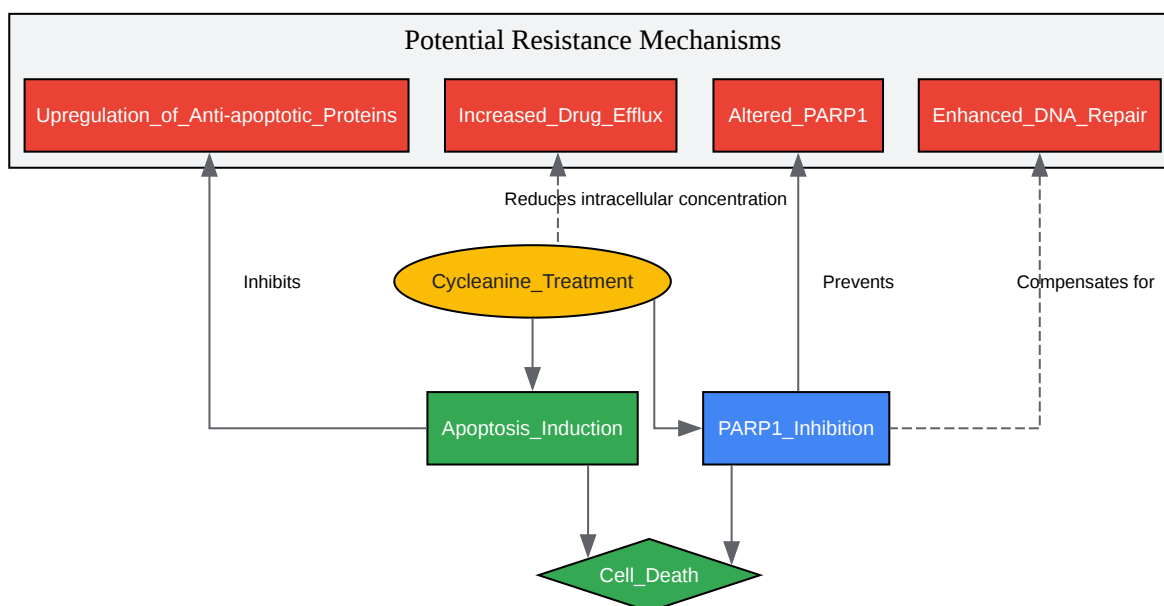 Potential Resistance Mechanisms
Upregulation_of_Anti-apoptotic_Proteins
Increased_Drug_Efflux
Altered_PARP1
Enhanced_DNA_Repair
Reduces intracellular concentration
Inhibits
Cycleanine_Treatment
Prevents
Compensates for
Apoptosis_Induction
PARP1_Inhibition
Cell_Death